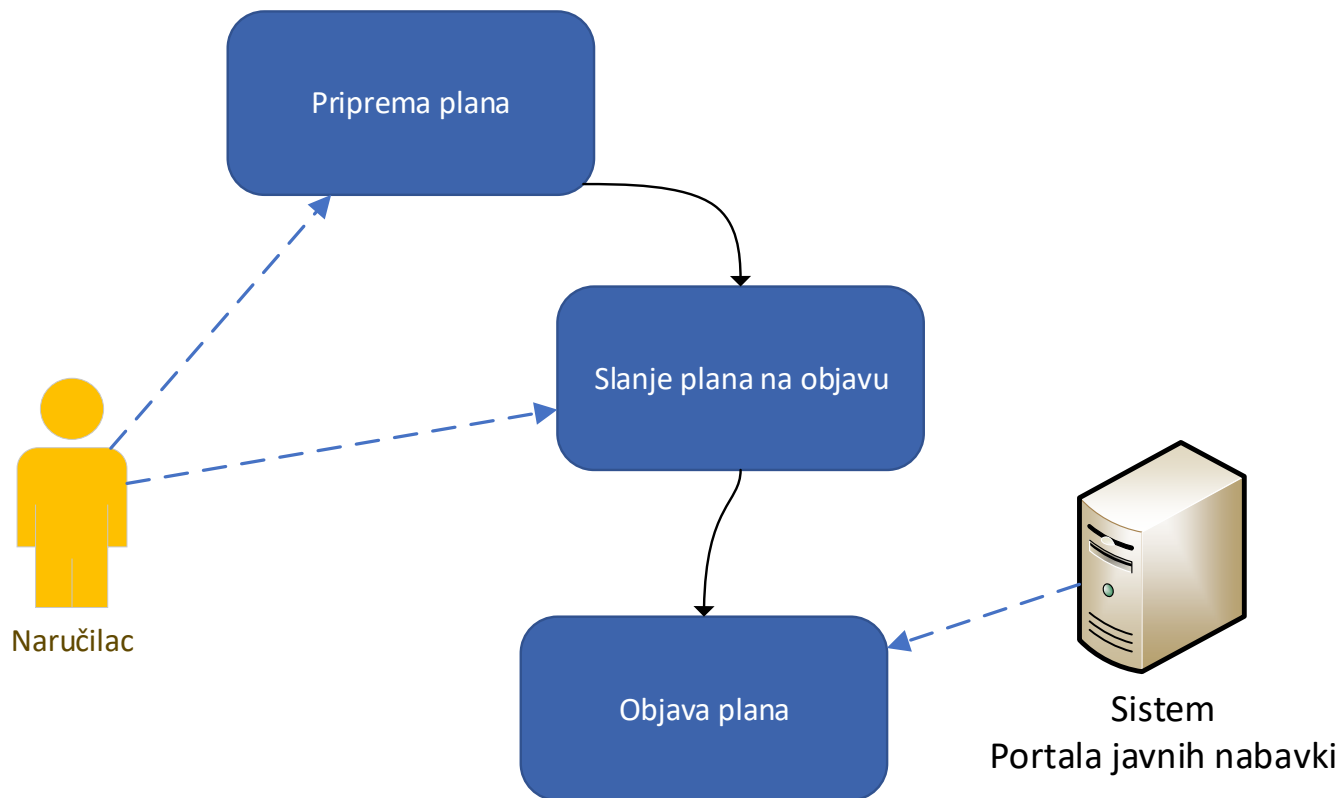 Priprema plana
Slanje plana na objavu
Naručilac
Objava plana
Sistem
Portala javnih nabavki